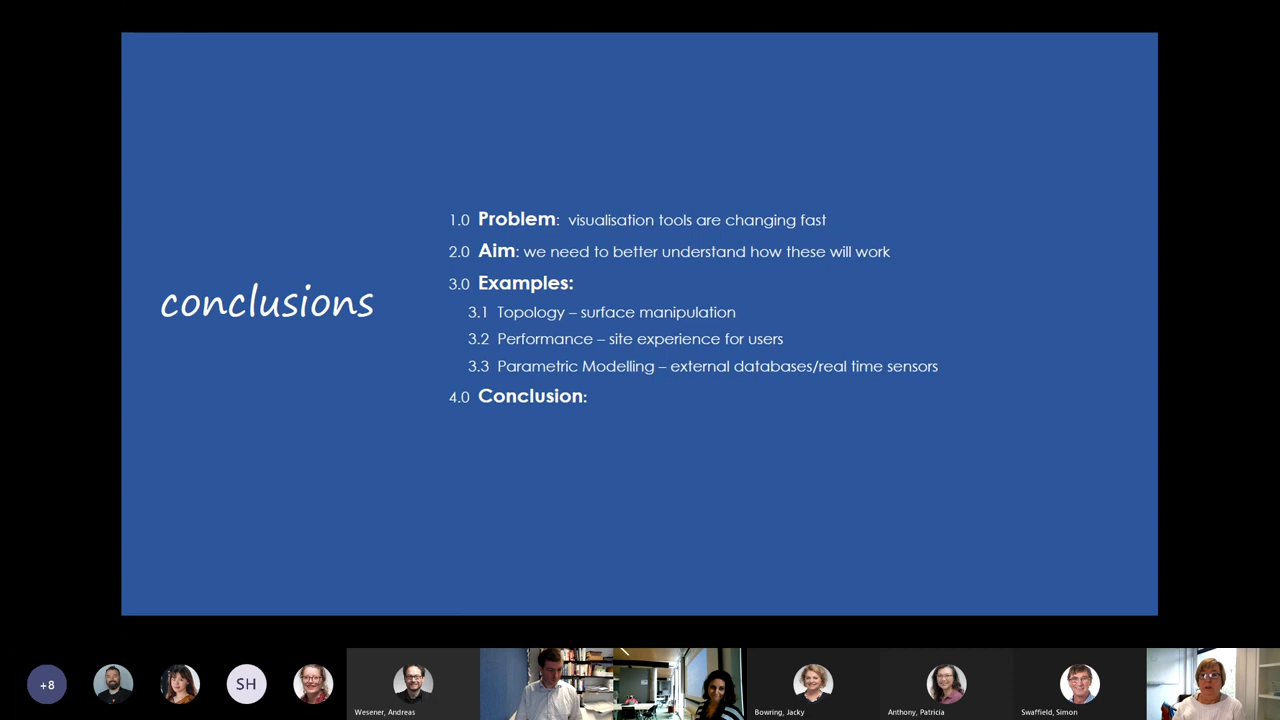 conclusions
1.0 Problem: visualisation tools are changing fast
2.0 Aim: we need to better understand how these will work
3.0 Examples:
3.1 Topology – surface manipulation
3.2 Performance – site experience for users
3.3 Parametric Modelling – external databases/real time sensors
4.0 Conclusion:
+8
SH
Wesener, Andreas
Bowring, Jacky
Anthony, Patricia
Swaffield, Simon